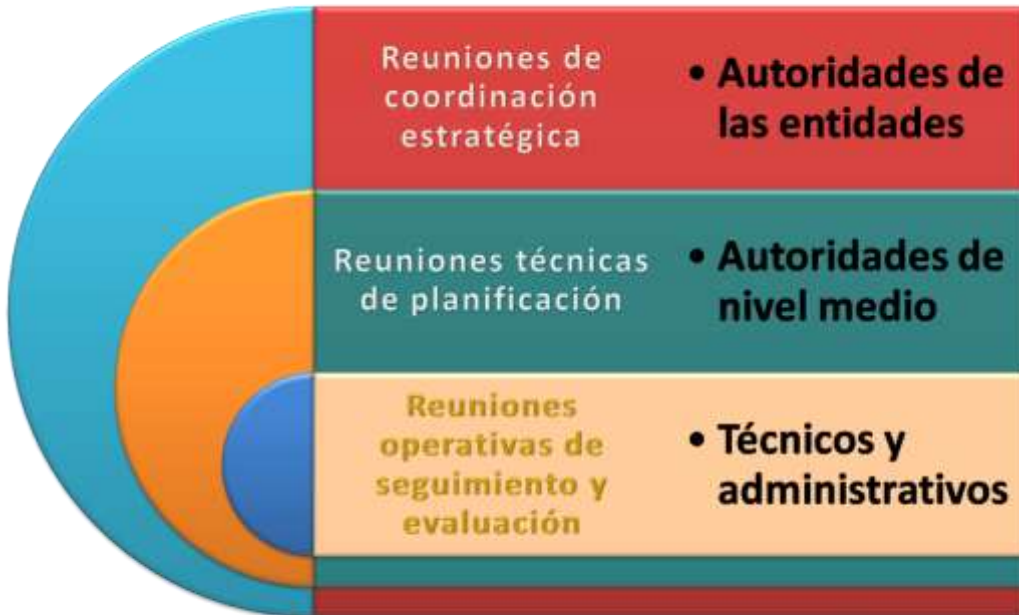 Reuniones de
coordinación
estratégica
• Autoridades de
las entidades
Reuniones técnicas
de planificación
• Autoridades de
nivel medio
Reuniones
operativas de
seguimiento y
evaluación
• Técnicos y
administrativos